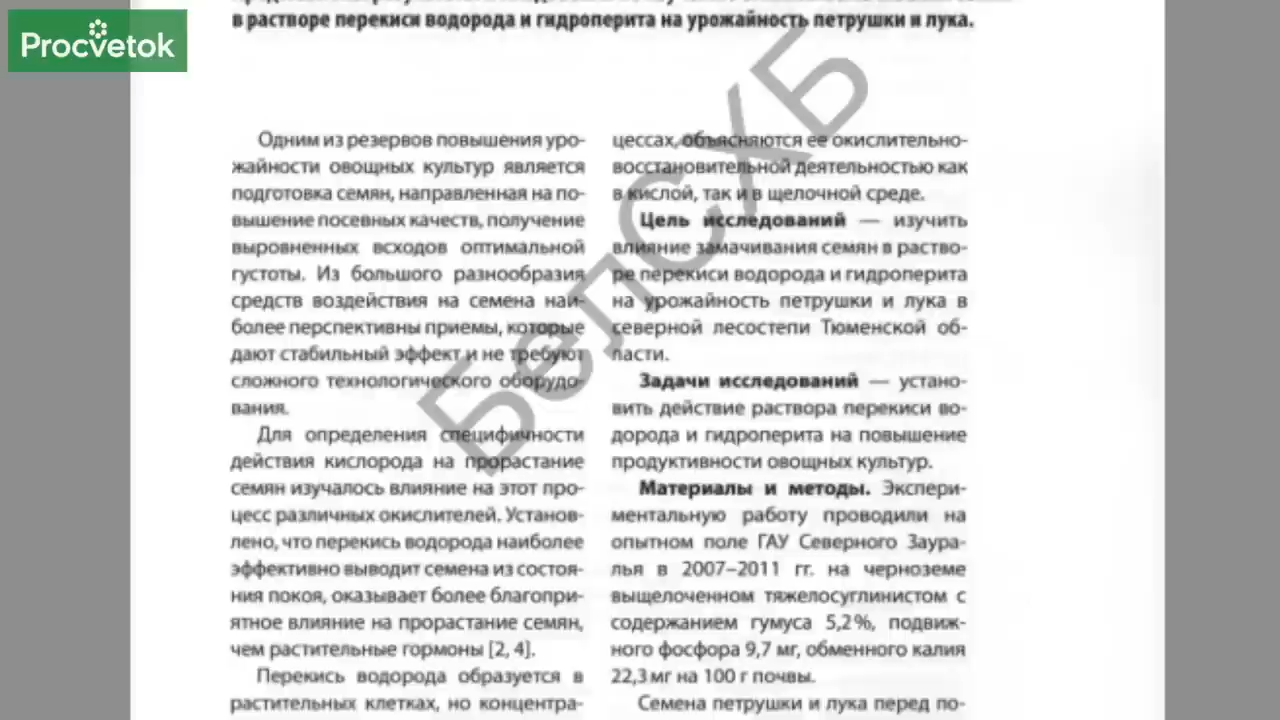 Procvetok
в растворе перекиси водорода и гидроперита на урожайность петрушки и лука.
Одним из резервов повышения уро-
жайности овощных культур является
подготовка семян, направленная на по-
вышение посевных качеств, получение
выровненных всходов оптимальной
густоты. Из большого разнообразия
средств воздействия на семена наи-
более перспективны приемы, которые
дают стабильный эффект и не требуют
сложного технологического оборудо-
вания.
Для определения специфичности
действия кислорода на прорастание
семян изучалось влияние на этот про-
цесс различных окислителей. Установ-
лено, что перекись водорода наиболее
эффективно выводит семена из состоя-
ния покоя, оказывает более благопри-
ятное влияние на прорастание семян,
чем растительные гормоны [2, 4].
Перекись водорода образуется в
растительных клетках, но концентра-
цессах, объясняются ее окислительно-
восстановительной деятельностью как
в кислой, так и в щелочной среде.
Цель исследований — изучить
влияние замачивания семян в раство-
ре перекиси водорода и гидроперита
на урожайность петрушки и лука в
северной лесостепи Тюменской об-
ласти.
Задачи исследований — устано-
вить действие раствора перекиси во-
дорода и гидроперита на повышение
продуктивности овощных культур.
Материалы и методы. Экспери-
ментальную работу проводили на
опытном поле ГАУ Северного Заура-
лья в 2007–2011 гг. на черноземе
выщелоченном тяжелосуглинистом с
содержанием гумуса 5,2%, подвиж-
ного фосфора 9,7 мг, обменного калия
22,3 мг на 100 г почвы.
Семена петрушки и лука перед по-
БелСХБ